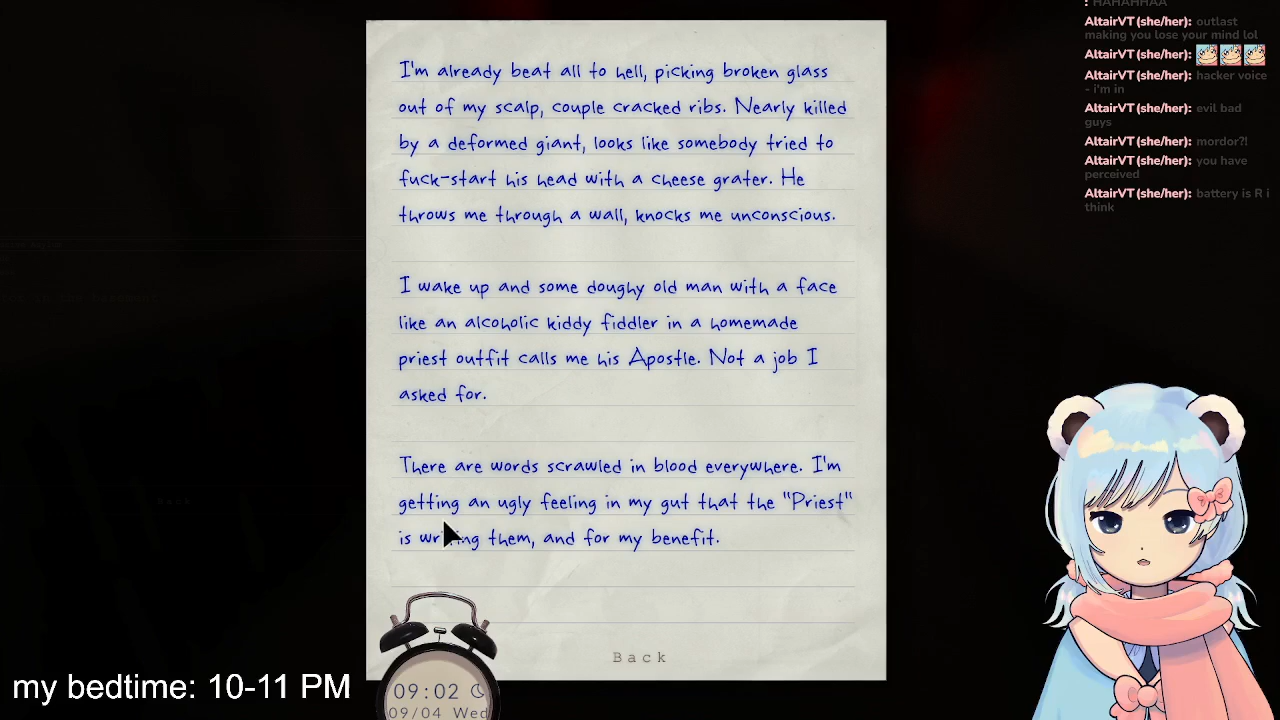 I'm already beat all to hell, picking broken glass
out of my scalp, couple cracked ribs. Nearly killed
by a deformed giant, looks like somebody tried to
fuck-start his head with a cheese grater. He
throws me through a wall, knocks me unconscious.
I wake up and some doughy old man with a face
like an alcoholic kiddy fiddler in a homemade
priest outfit calls me his Apostle. Not a job I
asked for.
There are words scrawled in blood everywhere. I'm
getting an ugly feeling in my gut that the "Priest"
is writing them, and for my benefit.
Back
: HAHAHHAA
AltairVT (she/her): outlast
making you lose your mind lol
AltairVT (she/her):
AltairVT (she/her): hacker voice
- i'm in
AltairVT (she/her): evil bad
guys
AltairVT (she/her): mordor?!
AltairVT (she/her): you have
perceived
AltairVT (she/her): battery is R i
think
my bedtime: 10-11 PM
09:02
09/04 Wed